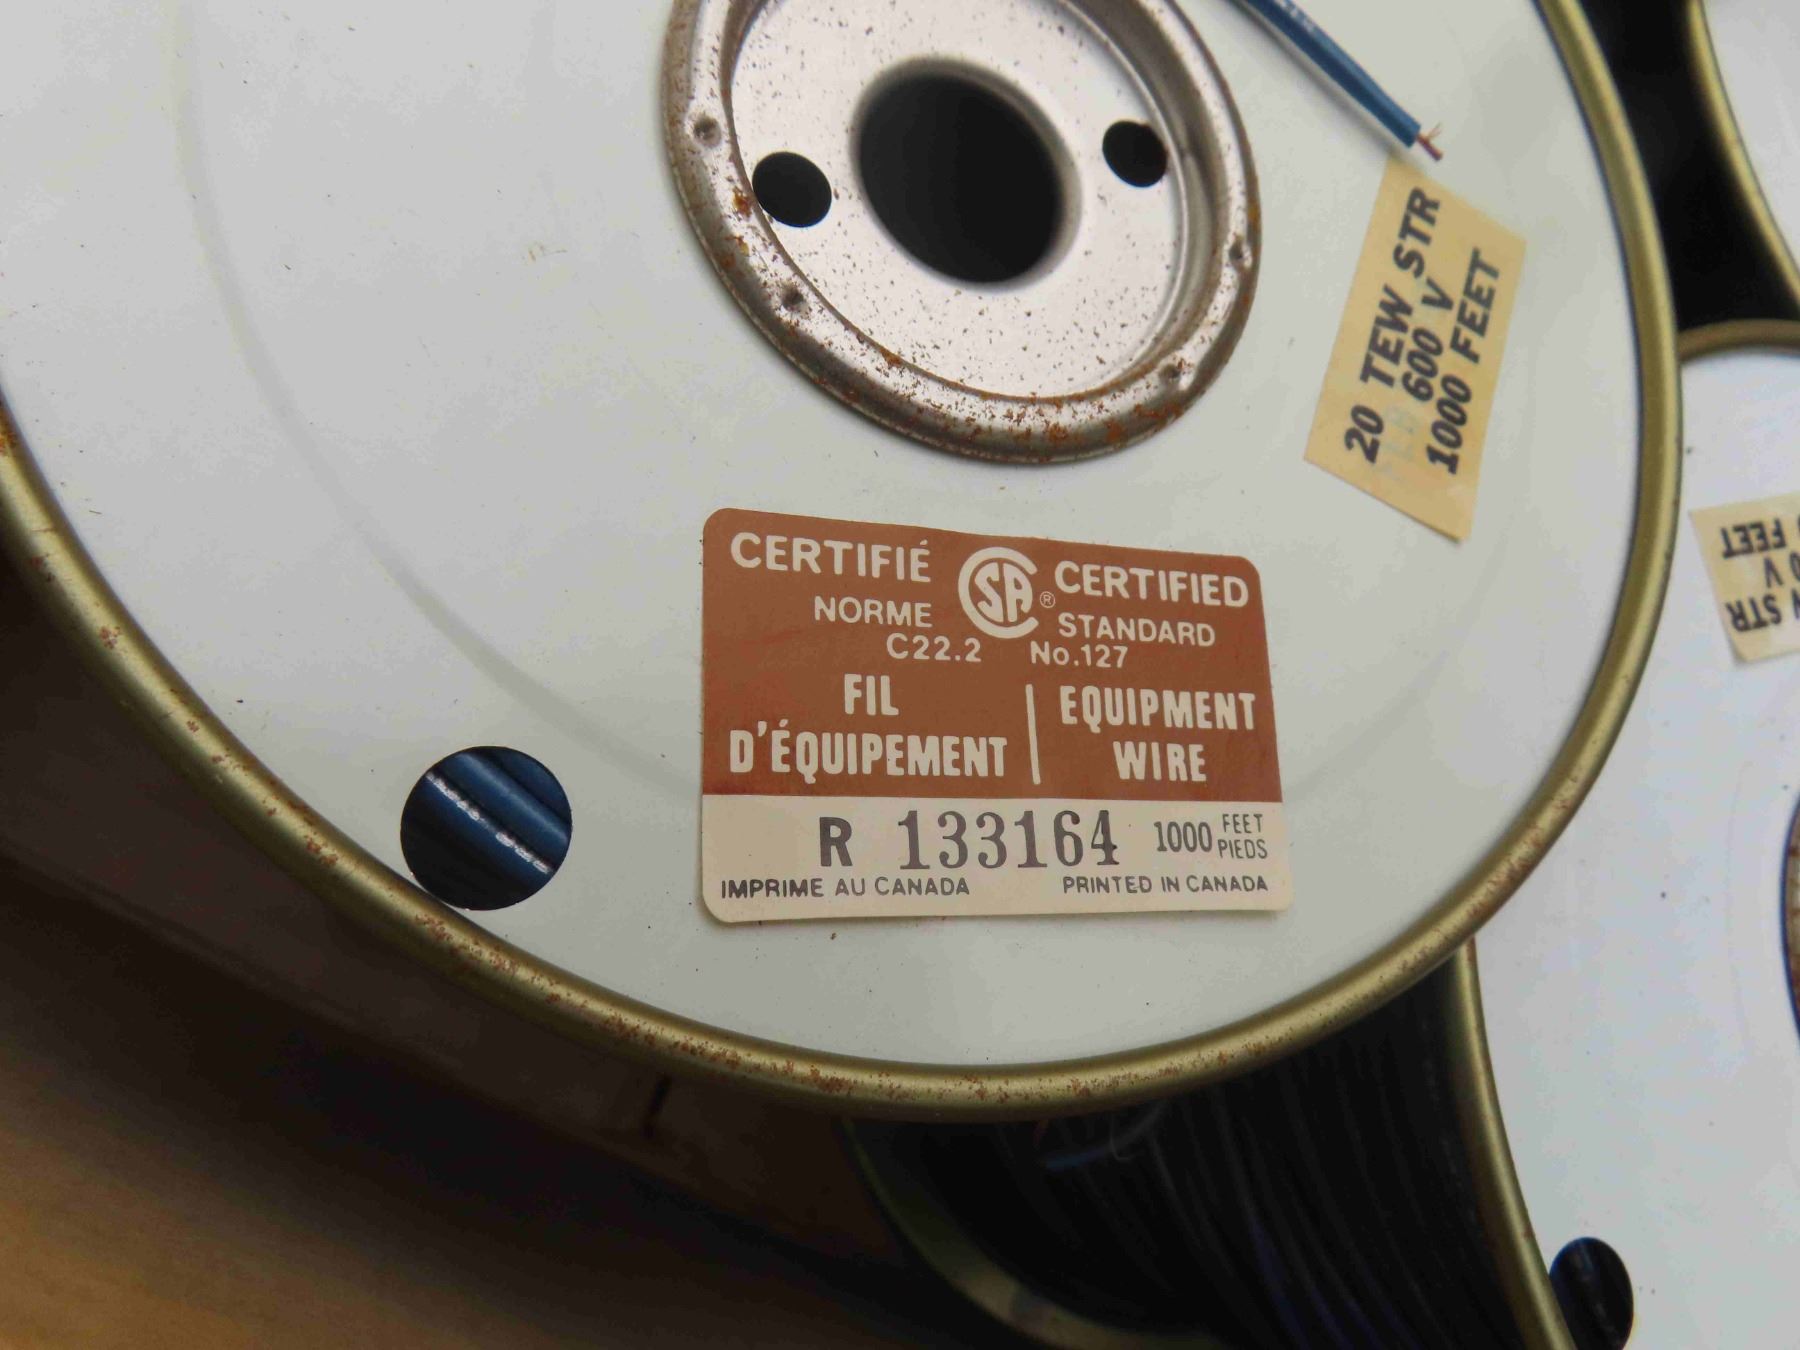 20 TEW STR
600 V
1000 FEET
CERTIFIÉ CSA ® CERTIFIED
NORME STANDARD
C22.2 No.127
FIL D'ÉQUIPEMENT
EQUIPMENT WIRE
R 133164 1000 FEET PIEDS
IMPRIME AU CANADA PRINTED IN CANADA
STR
V
FEET